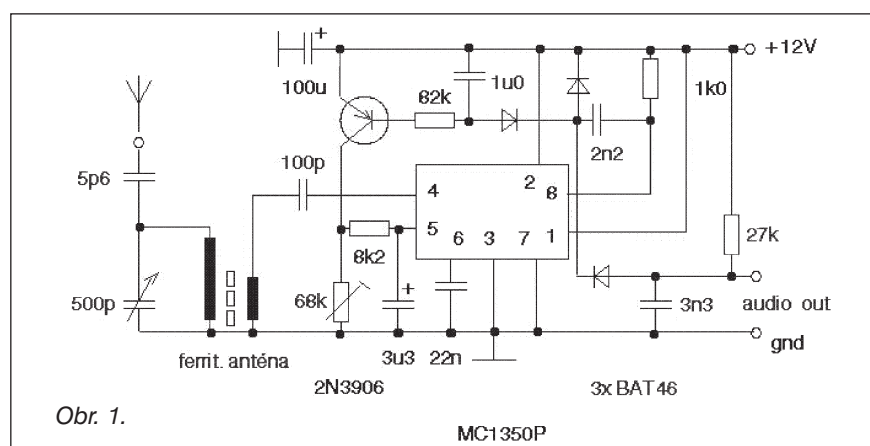 +12V
100u
1u0
1k0
82k
2n2
100p
5p6
4
2
8
5
6
3
7
1
27k
8k2
500p
68k
3n3
audio out
gnd
ferrit. anténa
3u3
22n
2N3906
3x BAT46
Obr. 1.
MC1350P